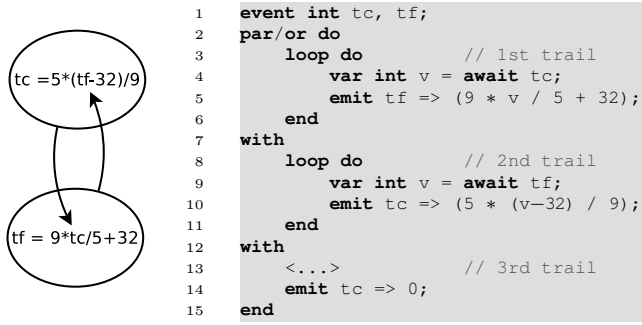 tc =5*(tf-32)/9
tf = 9*tc/5+32
1 event int tc, tf;
2 par/or do
3 loop do // 1st trail
4 var int v = await tc;
5 emit tf => (9 * v / 5 + 32);
6 end
7 with
8 loop do // 2nd trail
9 var int v = await tf;
10 emit tc => (5 * (v−32) / 9);
11 end
12 with
13 <...> // 3rd trail
14 emit tc => 0;
15 end